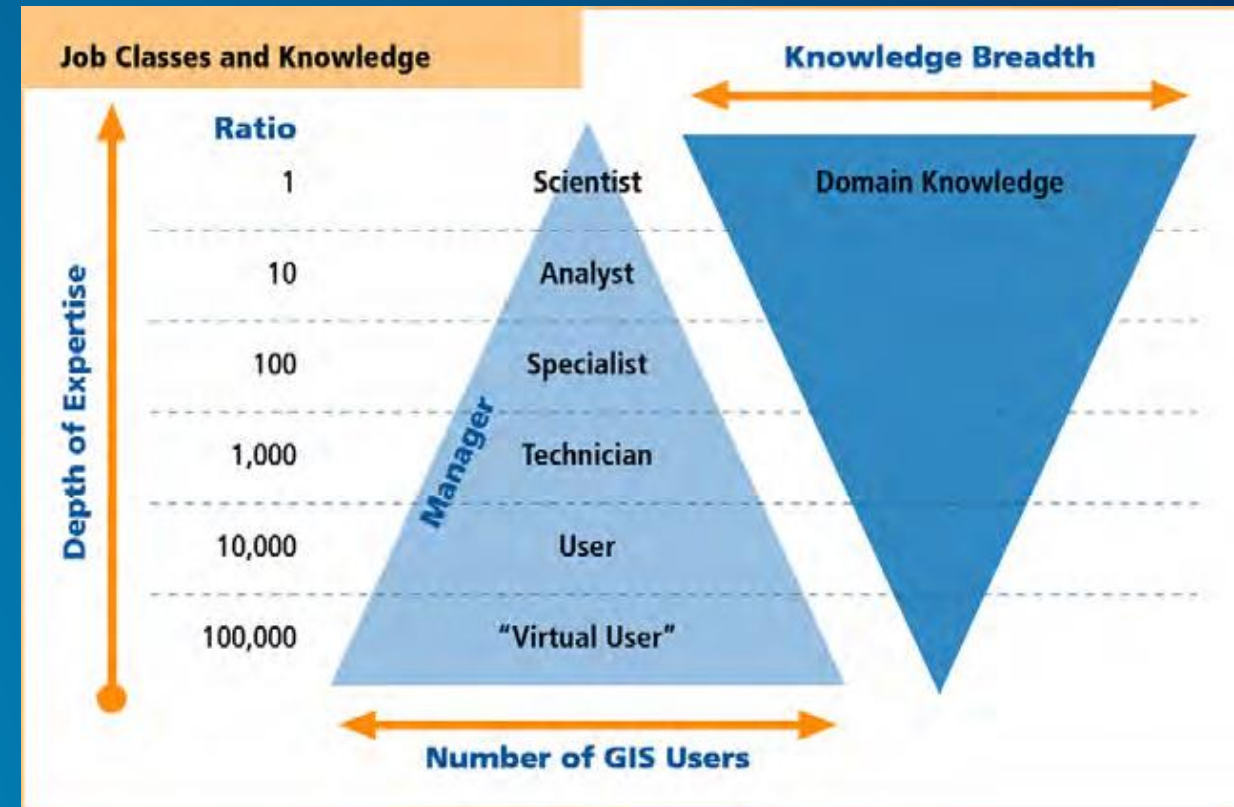 Job Classes and Knowledge
Knowledge Breadth
Ratio
1
Scientist
Domain Knowledge
10
Analyst
100
Specialist
1,000
Technician
10,000
User
100,000
“Virtual User”
Manager
Depth of Expertise
Number of GIS Users